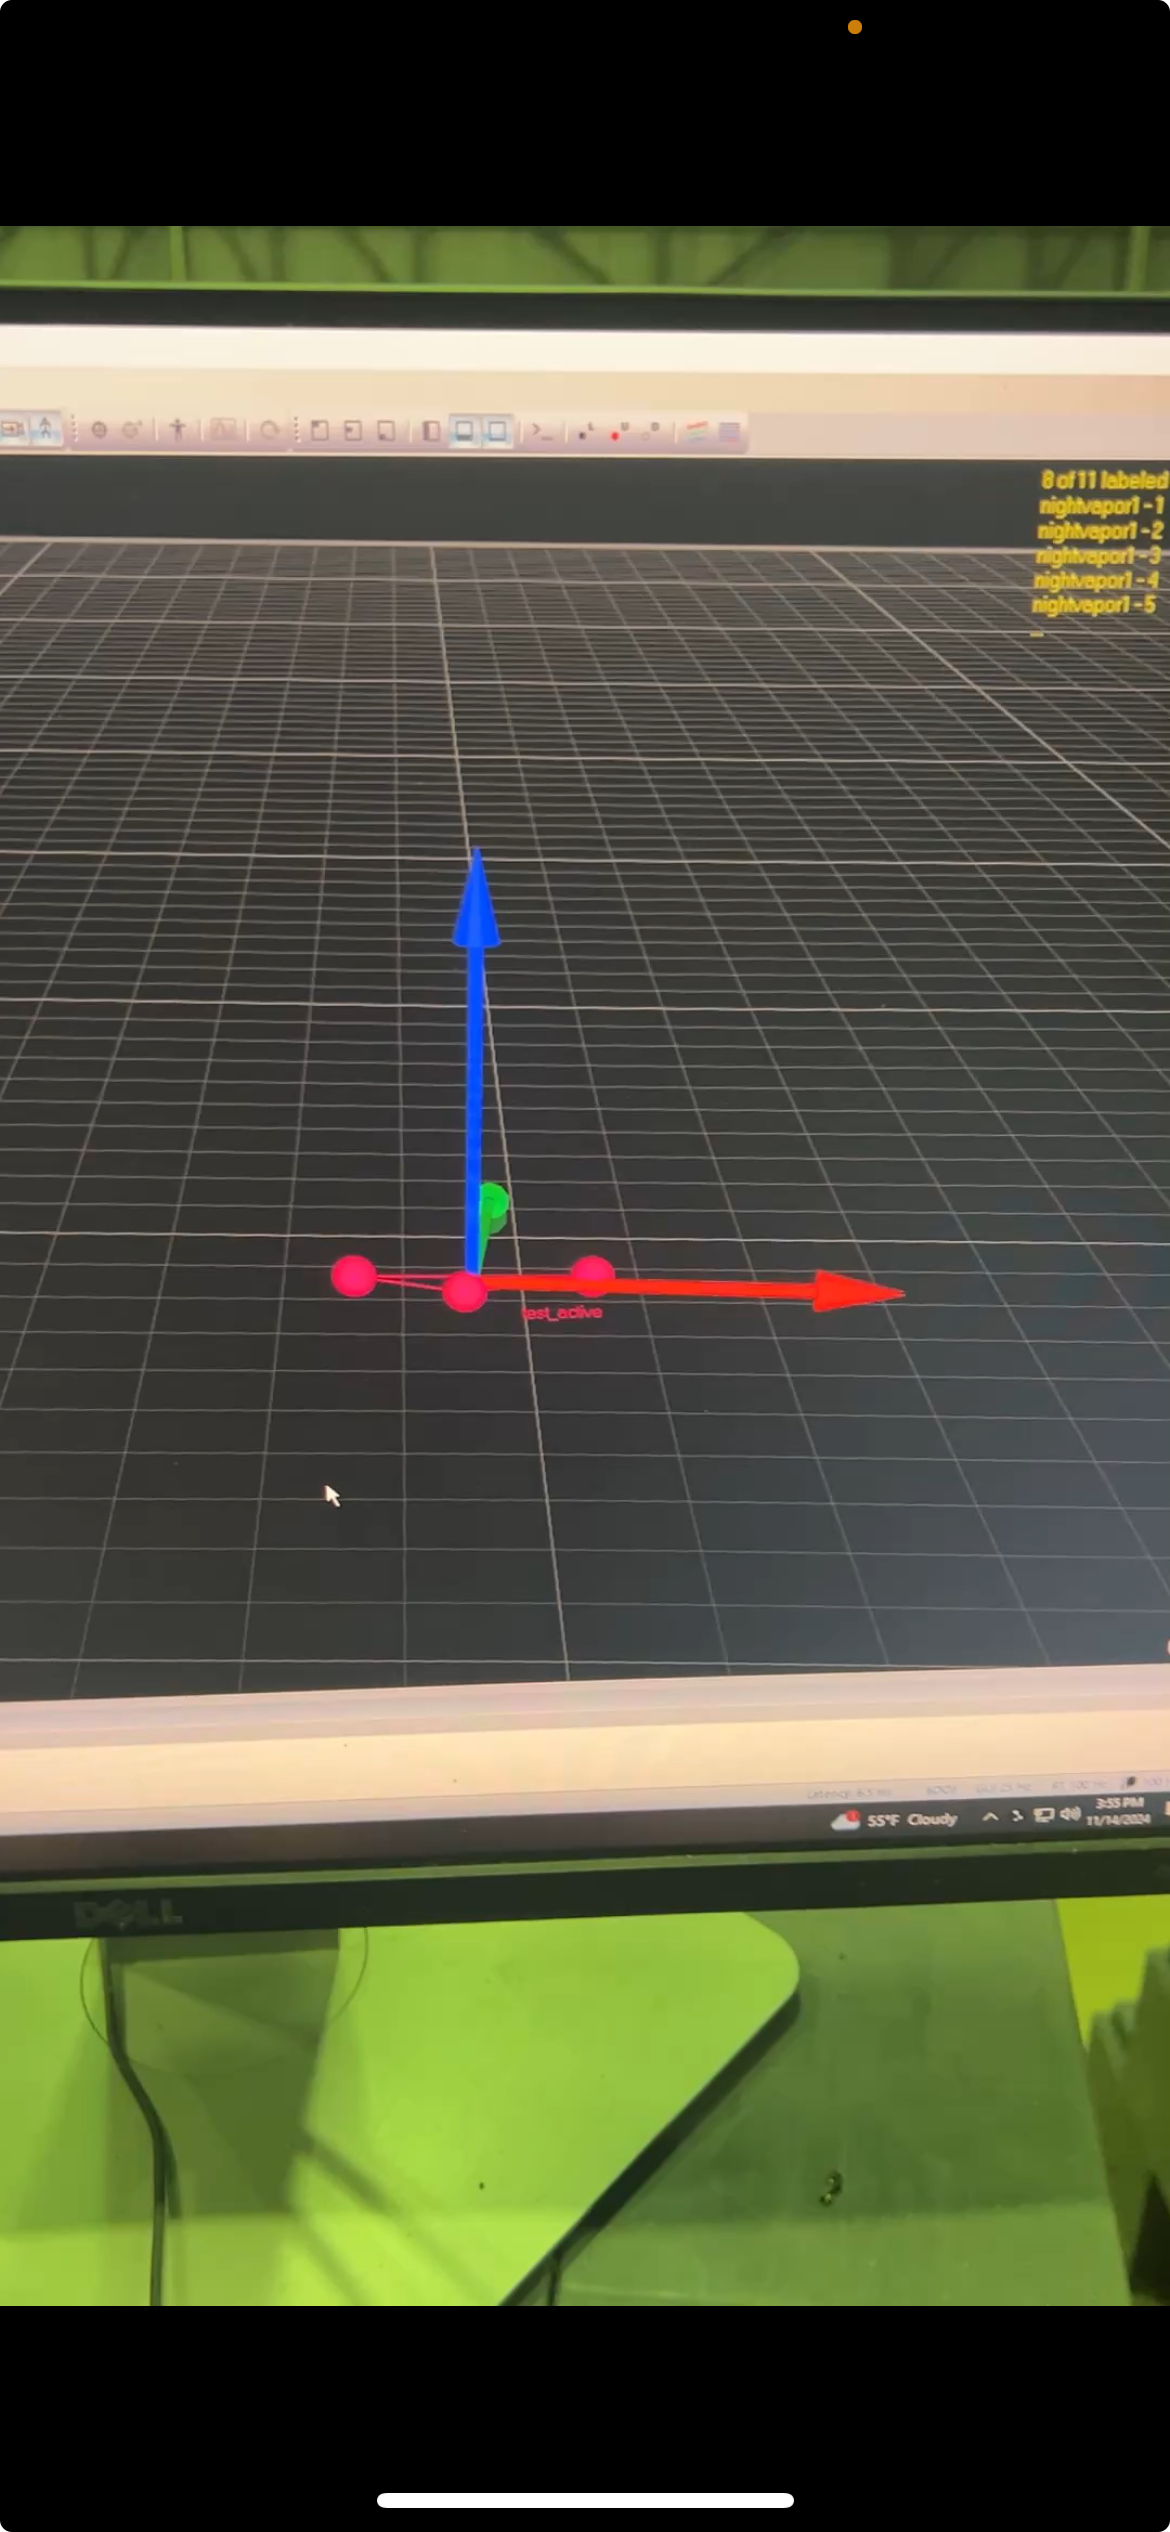 L
U
D
8 of 11 labeled
nightvapor1 - 1
nightvapor1 - 2
nightvapor1 - 3
nightvapor1 - 4
nightvapor1 - 5
test_active
55°F Cloudy
3:55 PM
11/14/2024
DELL